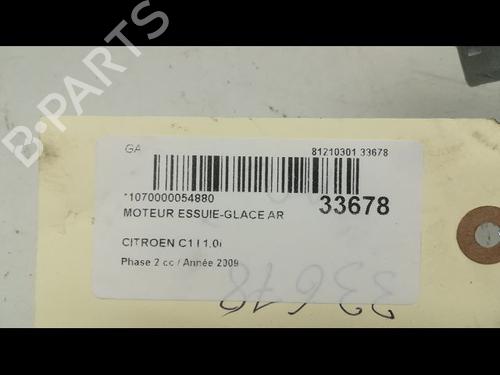 B-PARTS
GA
81210301 33678
*1070000054880
MOTEUR ESSUIE-GLACE AR
33678
CITROEN C1 I 1.0i
Phase 2 cc / Année 2009
33678